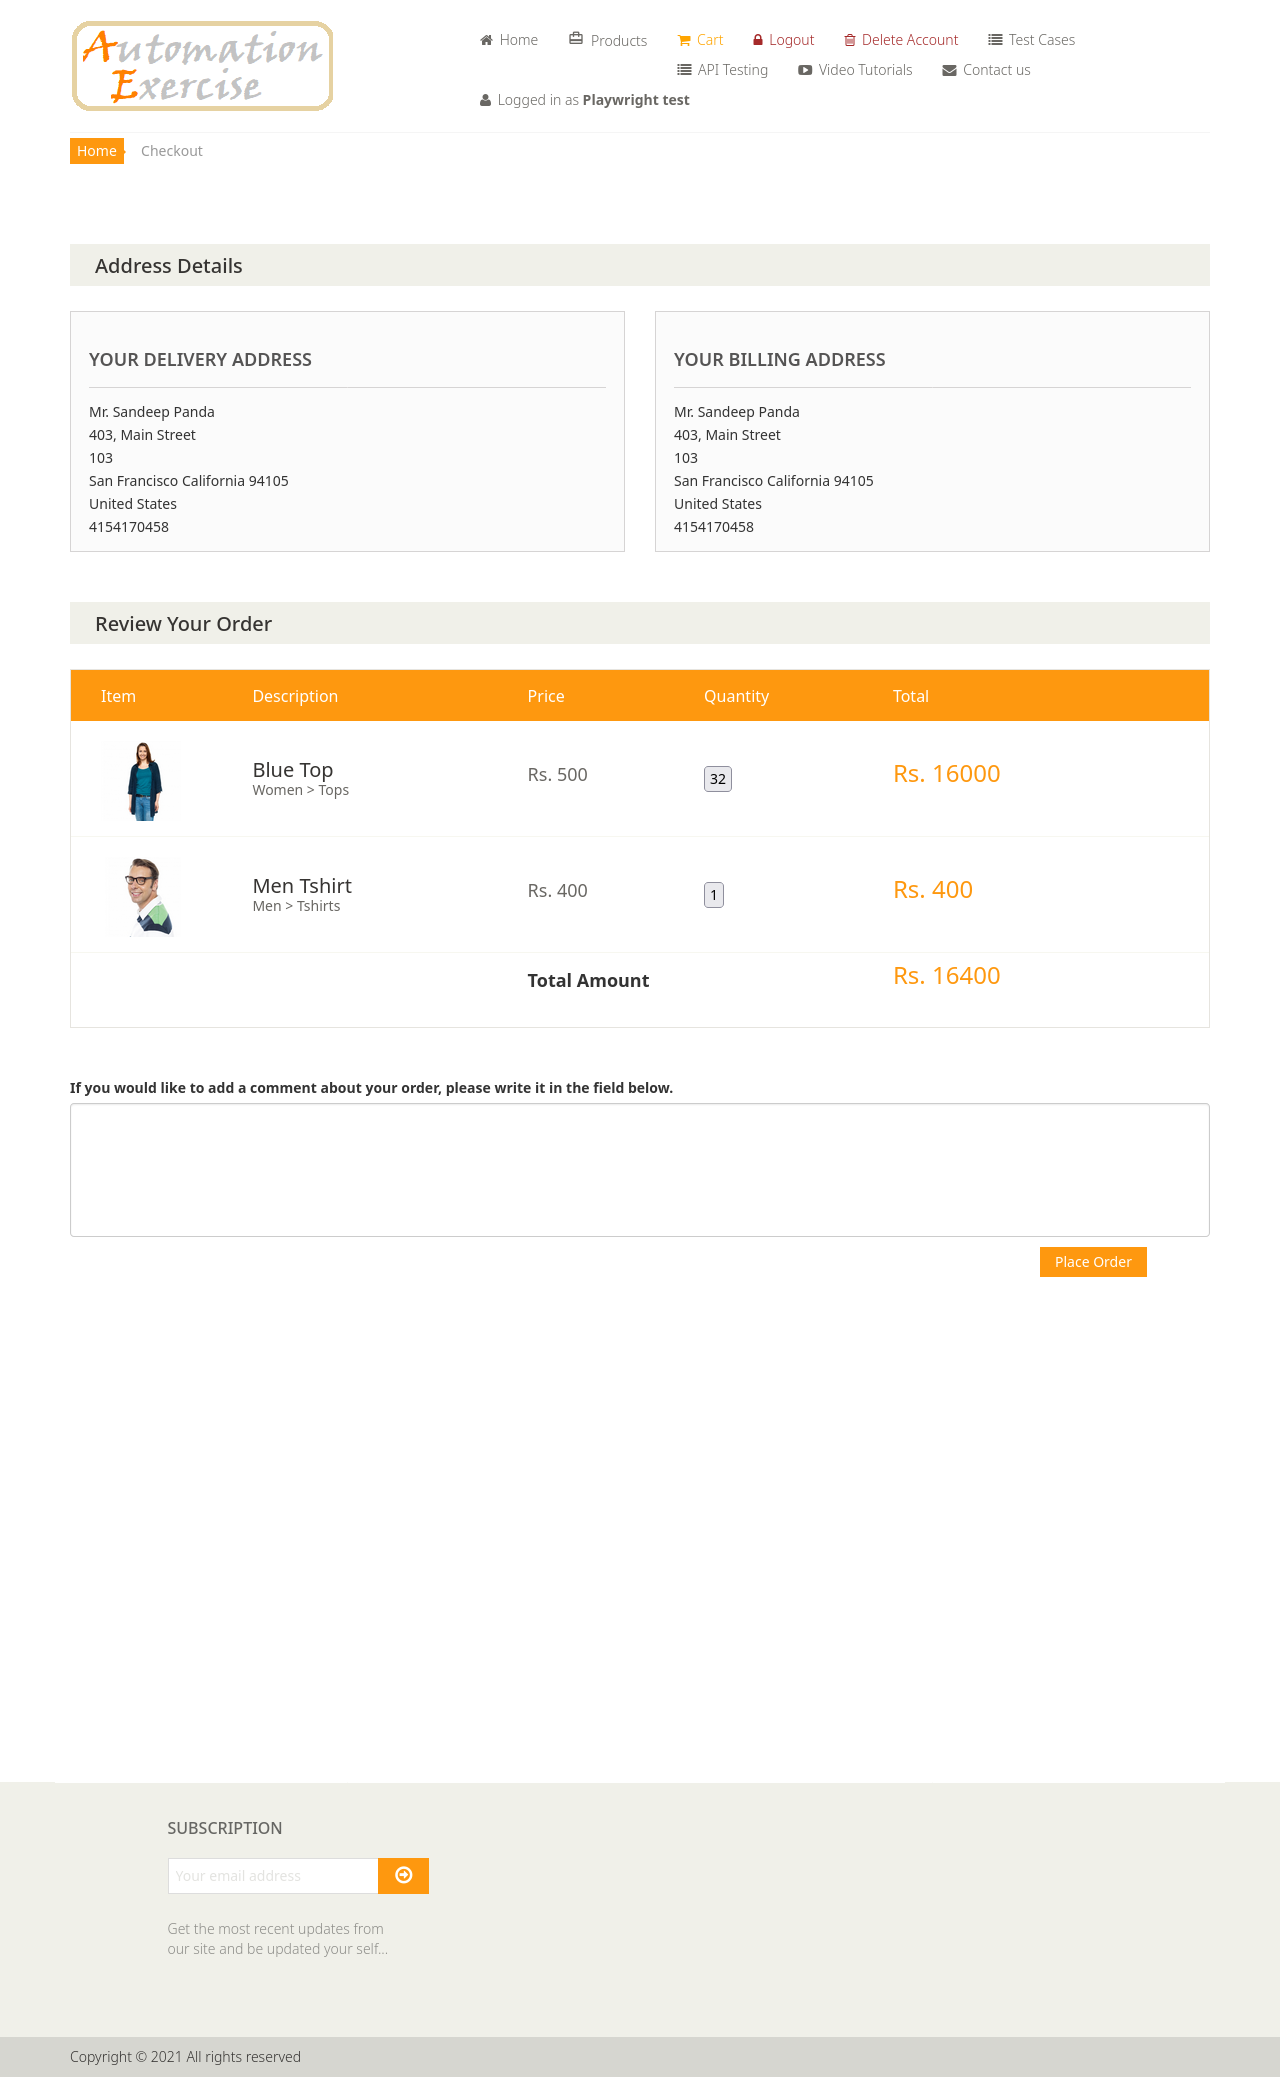 Automation
Exercise
Home
Products
Cart
Logout
Delete Account
Test Cases
API Testing
Video Tutorials
Contact us
Logged in as Playwright test
Home
Checkout
Address Details
YOUR DELIVERY ADDRESS
Mr. Sandeep Panda
403, Main Street
103
San Francisco California 94105
United States
4154170458
YOUR BILLING ADDRESS
Mr. Sandeep Panda
403, Main Street
103
San Francisco California 94105
United States
4154170458
Review Your Order
Item Description Price Quantity Total
Blue Top
Women > Tops
Rs. 500
32
Rs. 16000
Men Tshirt
Men > Tshirts
Rs. 400
1
Rs. 400
Total Amount
Rs. 16400
If you would like to add a comment about your order, please write it in the field below.
Place Order
SUBSCRIPTION
Your email address
Get the most recent updates from
our site and be updated your self...
Copyright © 2021 All rights reserved